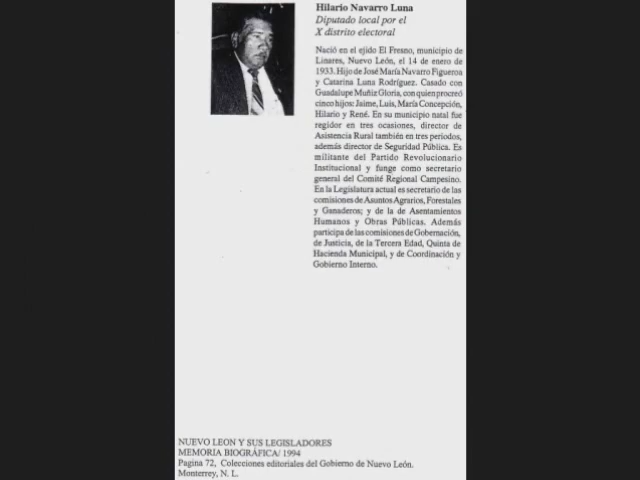 Hilario Navarro Luna
Diputado local por el
X distrito electoral
Nació en el ejido El Fresno, municipio de
Linares, Nuevo León, el 14 de enero de
1933. Hijo de José María Navarro Figueroa
y Catarina Luna Rodríguez. Casado con
Guadalupe Muñiz Gloria, con quien procreó
cinco hijos: Jaime, Luis, María Concepción,
Hilario y René. En su municipio natal fue
regidor en tres ocasiones, director de
Asistencia Rural también en tres periodos,
además director de Seguridad Pública. Es
militante del Partido Revolucionario
Institucional y funge como secretario
general del Comité Regional Campesino.
En la Legislatura actual es secretario de las
comisiones de Asuntos Agrarios, Forestales
y Ganaderos; y de la de Asentamientos
Humanos y Obras Públicas. Además
participa de las comisiones de Gobernación,
de Justicia, de la Tercera Edad, Quinta de
Hacienda Municipal, y de Coordinación y
Gobierno Interno.
NUEVO LEON Y SUS LEGISLADORES
MEMORIA BIOGRÁFICA/ 1994
Pagina 72, Colecciones editoriales del Gobierno de Nuevo León.
Monterrey, N. L.